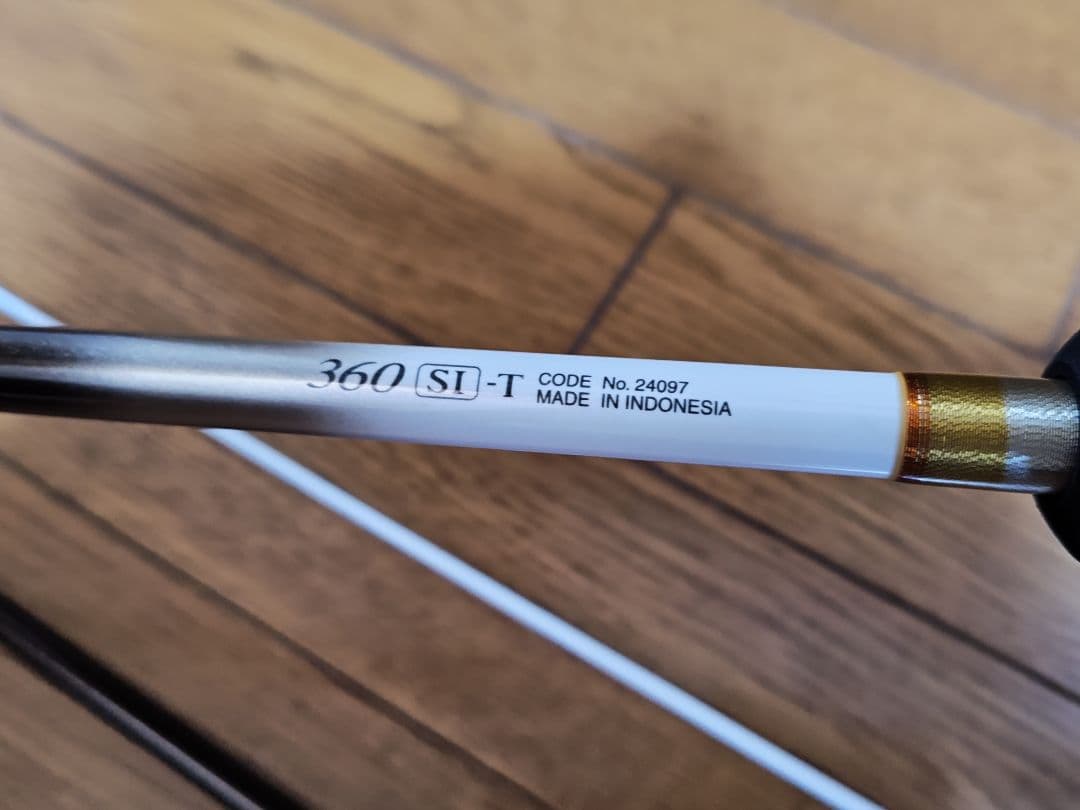 360 SI -T CODE No. 24097
MADE IN INDONESIA